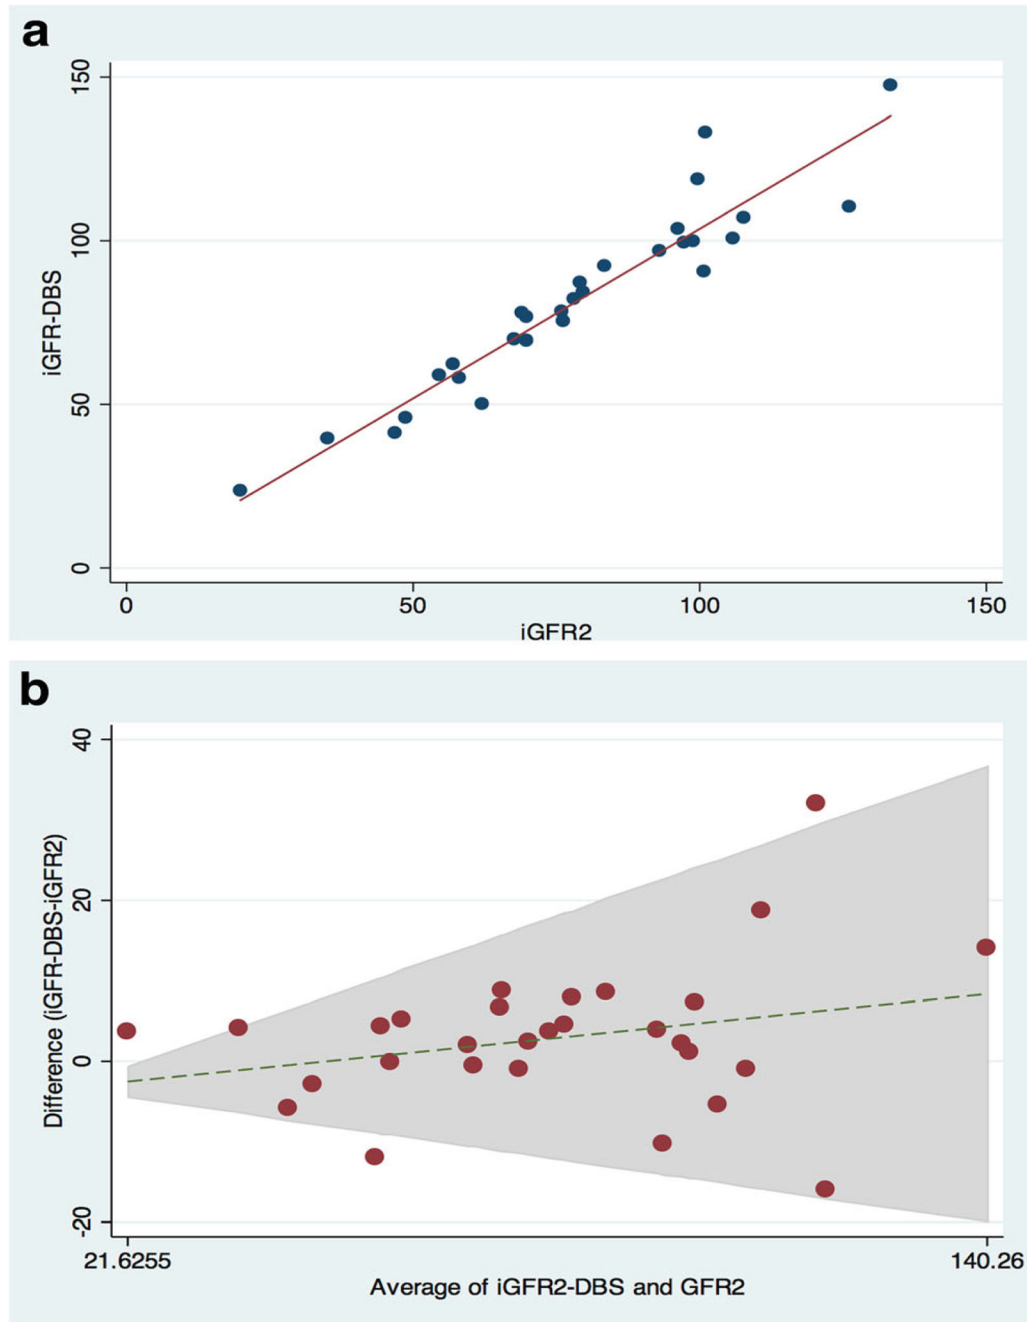 a
150
100
50
0
iGFR-DBS
0 50 100 150
iGFR2
b
40
20
0
-20
Difference (iGFR-DBS-iGFR2)
21.6255 140.26
Average of iGFR2-DBS and GFR2